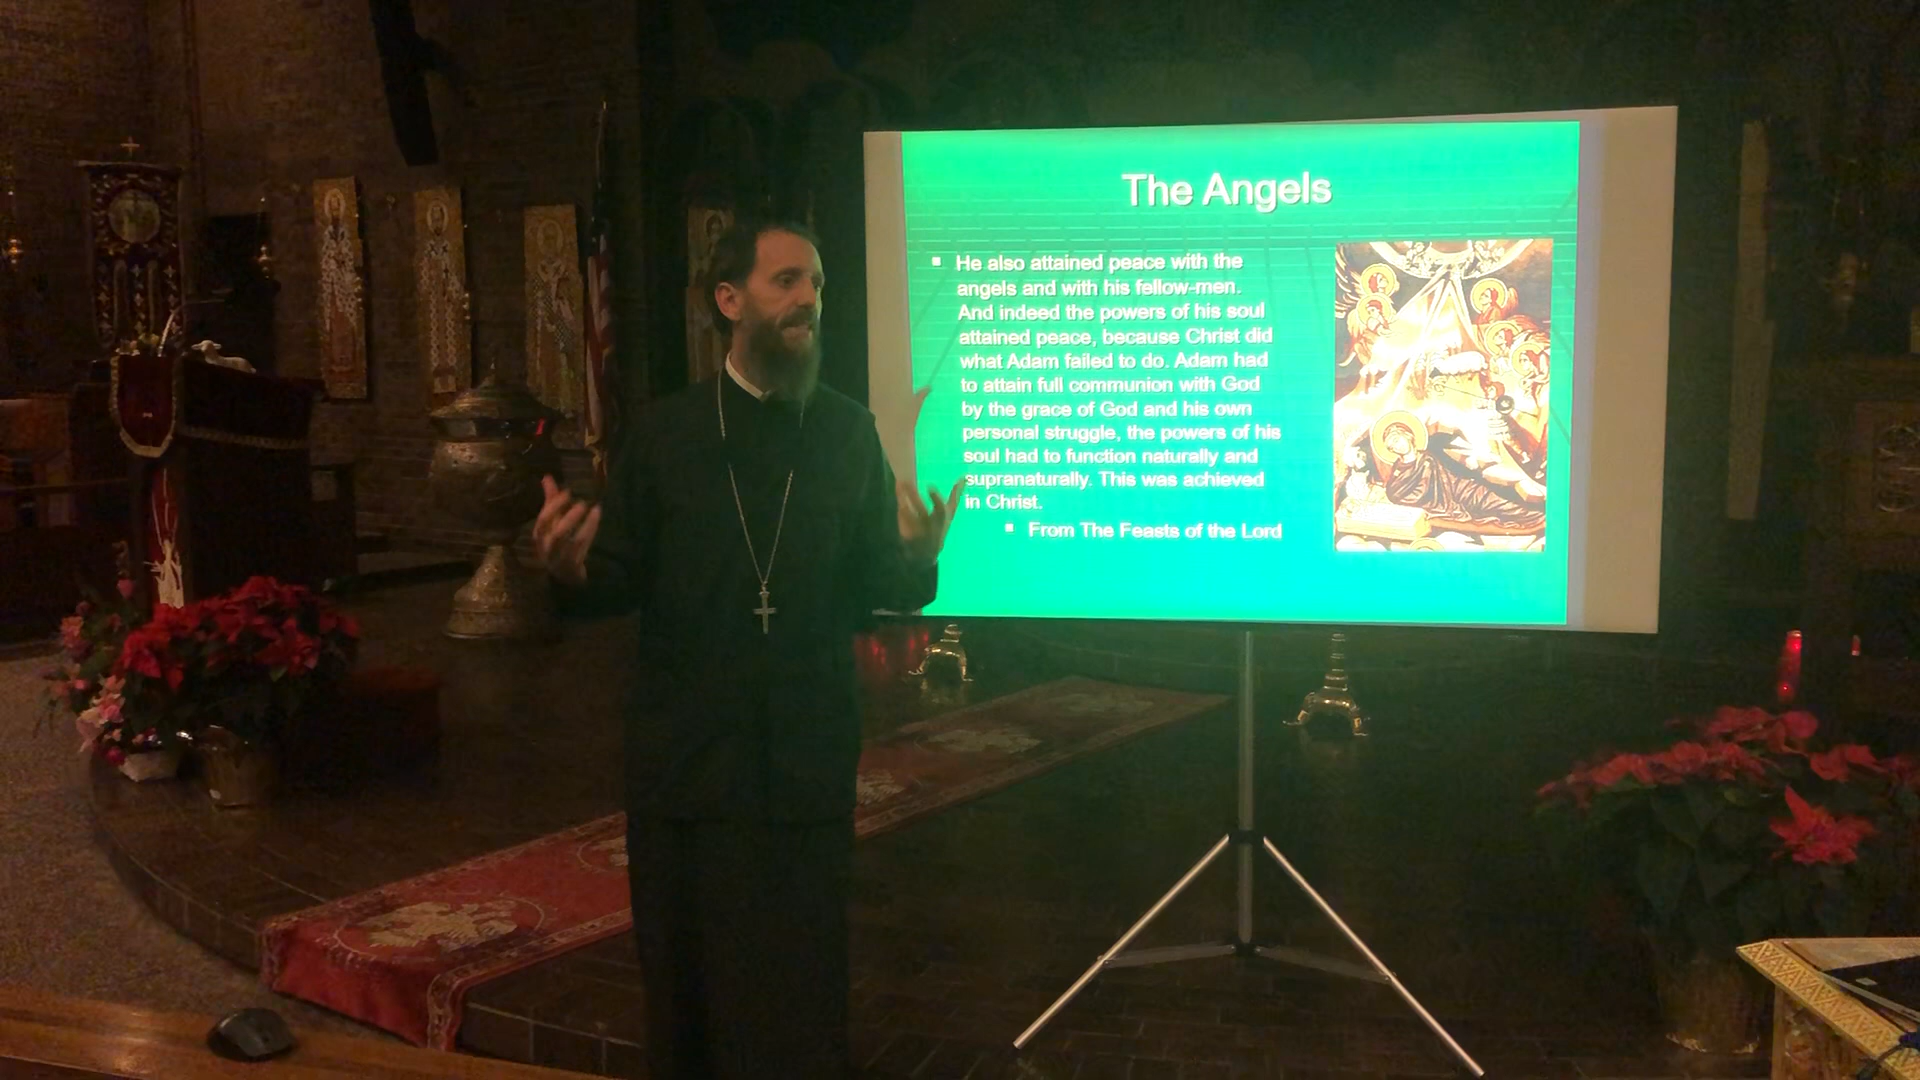 The Angels
He also attained peace with the
angels and with his fellow-men.
And indeed the powers of his soul
attained peace, because Christ did
what Adam failed to do. Adam had
to attain full communion with God
by the grace of God and his own
personal struggle, the powers of his
soul had to function naturally and
supranaturally. This was achieved
in Christ.
From The Feasts of the Lord